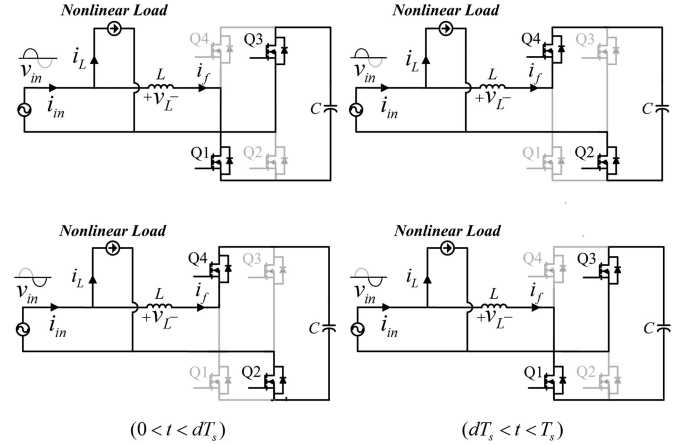 Nonlinear Load
Q4 Q3
i_L
v_in
L
i_f
+v_L−
i_in
C
Q1 Q2
Nonlinear Load
Q4 Q3
i_L
v_in
L
i_f
+v_L−
i_in
C
Q1 Q2
Nonlinear Load
Q4 Q3
i_L
v_in
L
i_f
+v_L−
i_in
C
Q1 Q2
Nonlinear Load
Q4 Q3
i_L
v_in
L
i_f
+v_L−
i_in
C
Q1 Q2
(0 < t < dT_s)
(dT_s < t < T_s)